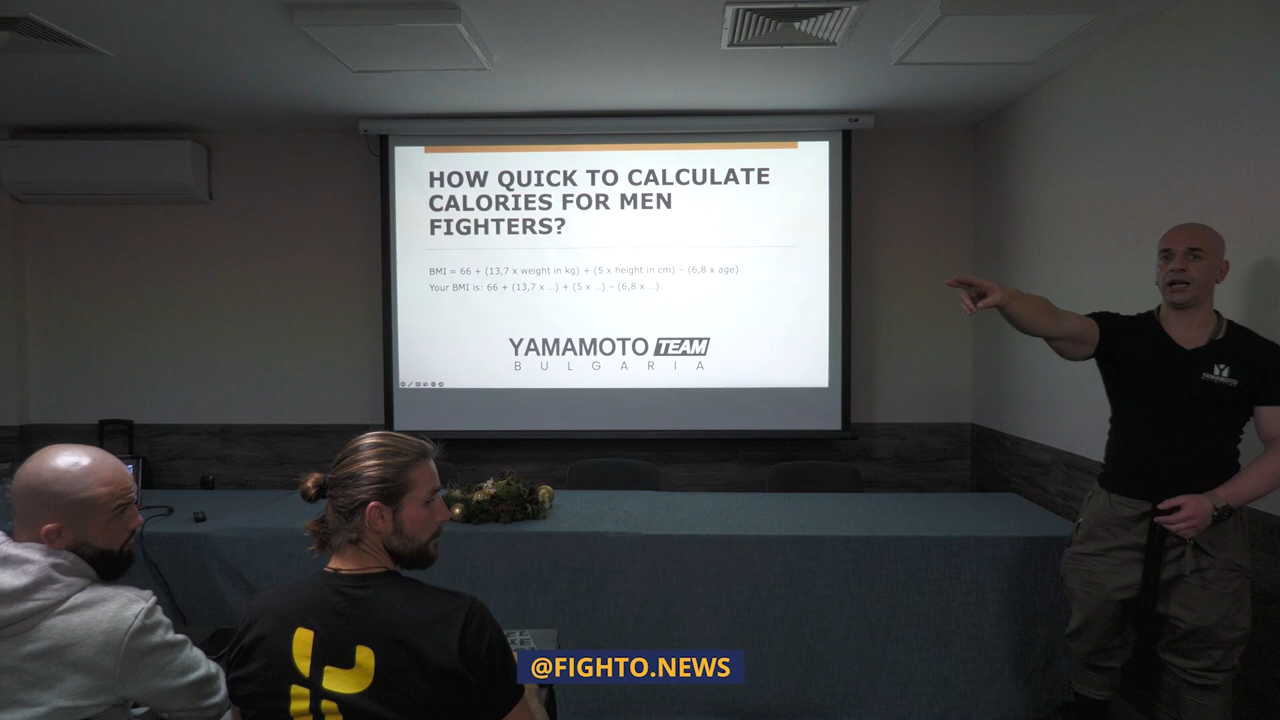 HOW QUICK TO CALCULATE
CALORIES FOR MEN
FIGHTERS?
BMI = 66 + (13,7 x weight in kg) + (5 x height in cm) – (6,8 x age)
Your BMI is: 66 + (13,7 x ...) + (5 x ...) – (6,8 x ...)
YAMAMOTO TEAM
BULGARIA
YAMAMOTO
@FIGHTO.NEWS